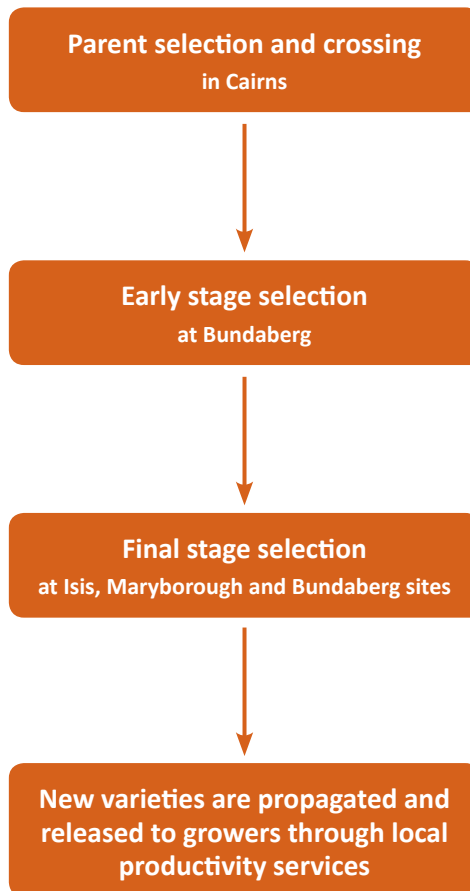 Parent selection and crossing
in Cairns
Early stage selection
at Bundaberg
Final stage selection
at Isis, Maryborough and Bundaberg sites
New varieties are propagated and
released to growers through local
productivity services